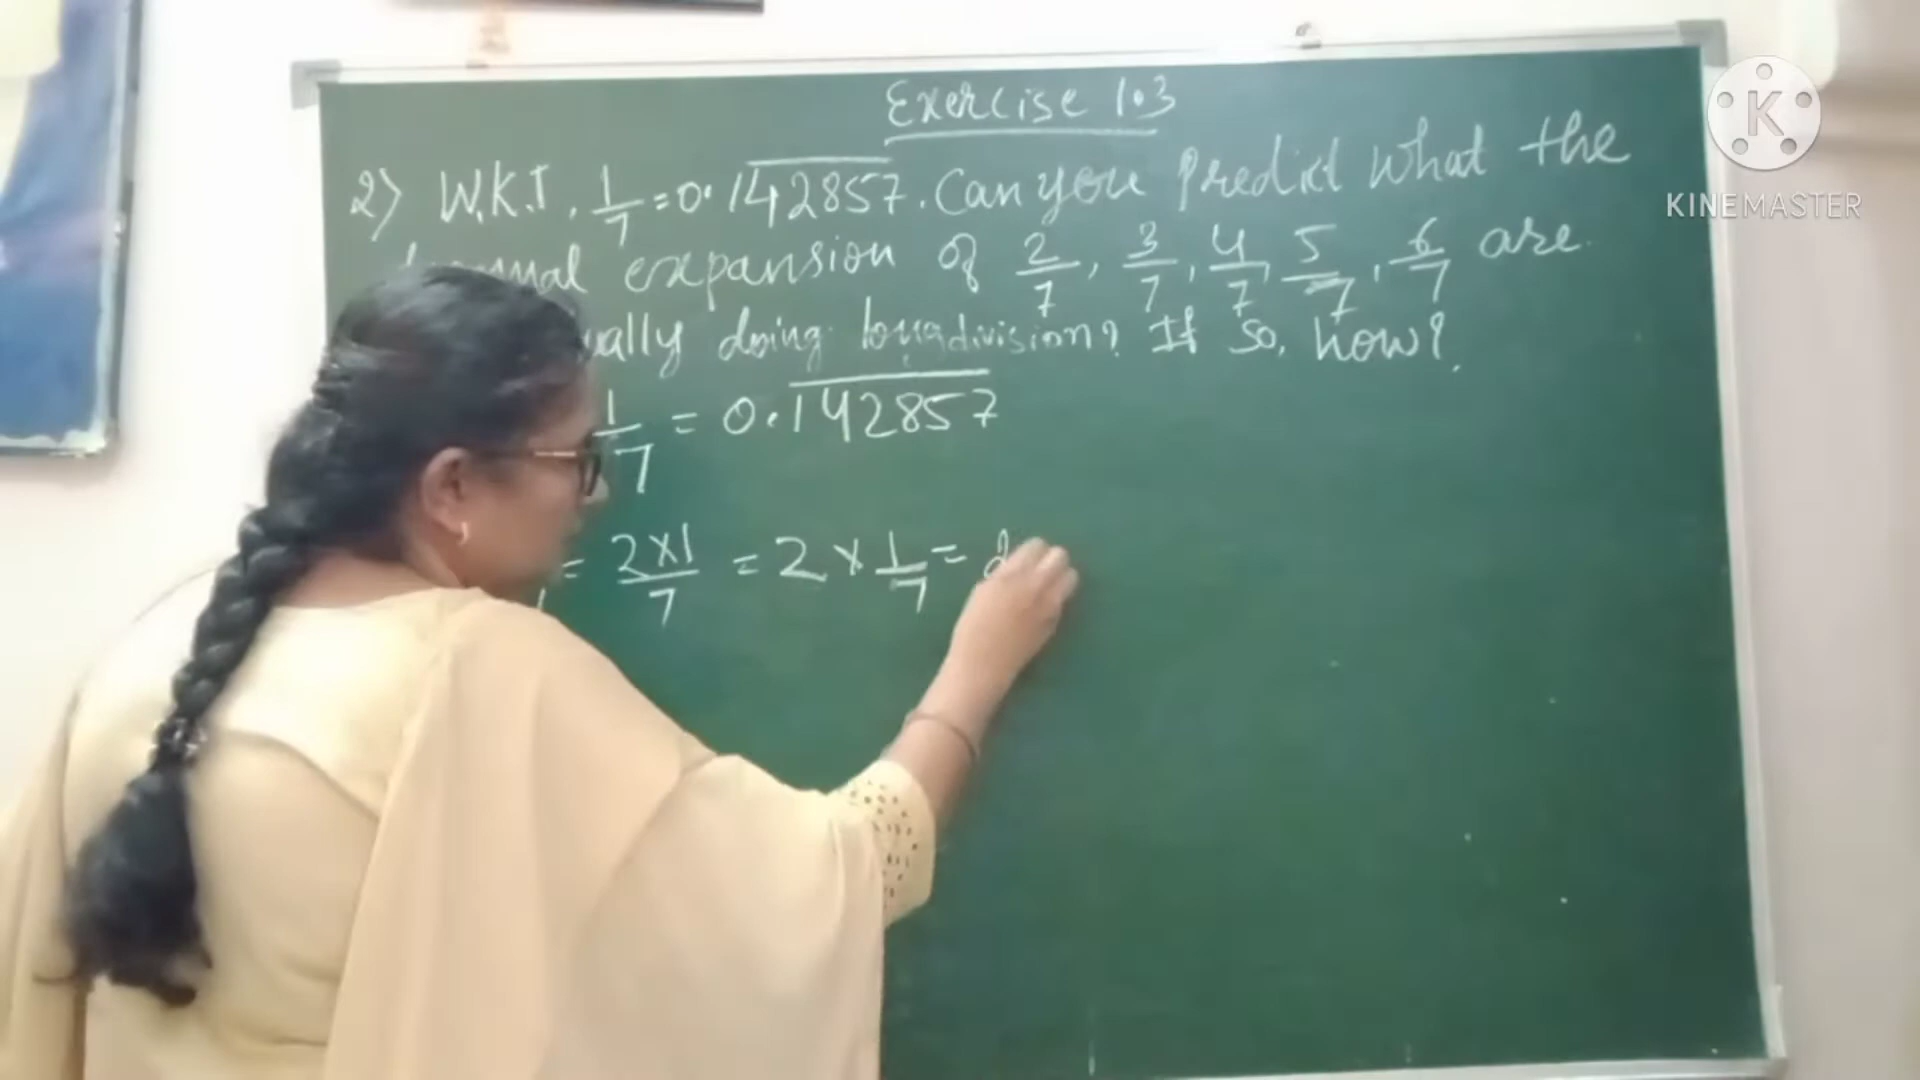 Exercise 1.3
K
KINEMASTER
2) W.K.T, 1/7 = 0.142857. Can you Predict what the
expansion of 2/7, 3/7, 4/7, 5/7, 6/7 are
doing long division? If so, how?
1/7 = 0.142857
= 2×1/7 = 2 × 1/7 = 2